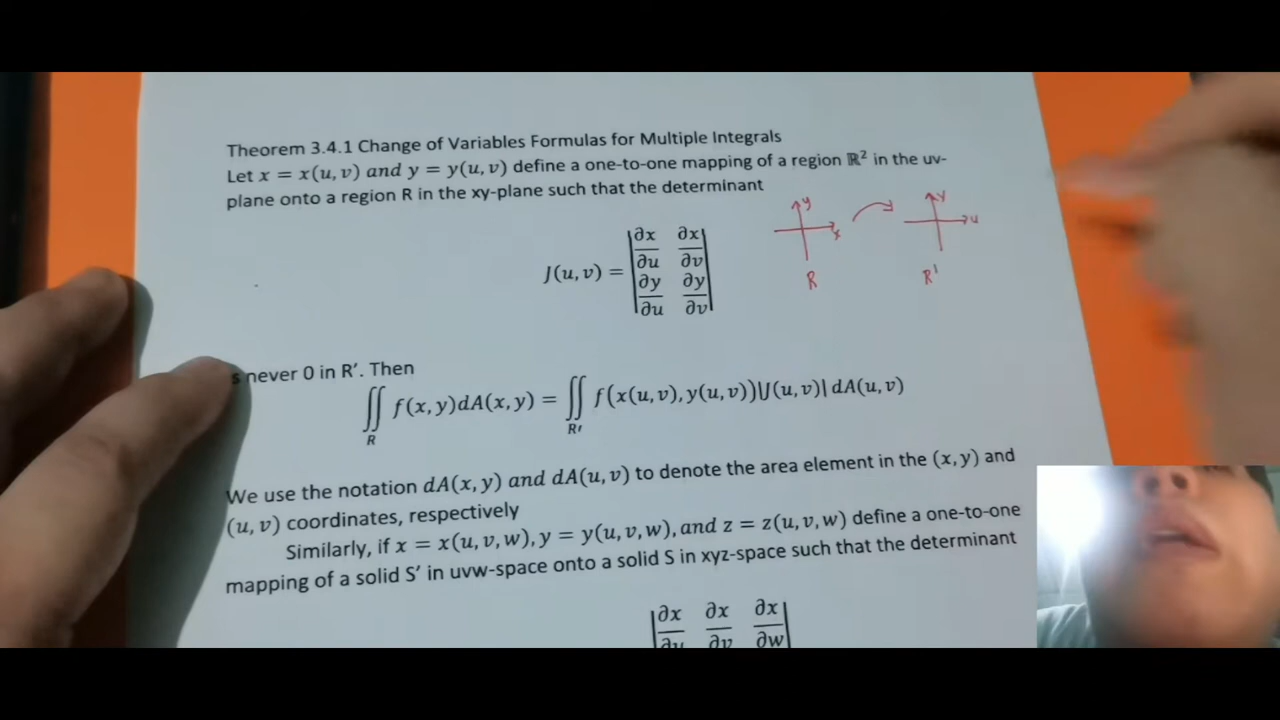 Theorem 3.4.1 Change of Variables Formulas for Multiple Integrals
Let x = x(u, v) and y = y(u, v) define a one-to-one mapping of a region ℝ² in the uv-
plane onto a region R in the xy-plane such that the determinant
y
x
R
v
u
R'
J(u, v) = |∂x/∂u ∂x/∂v|
|∂y/∂u ∂y/∂v|
s never 0 in R′. Then
∬_R f(x, y)dA(x, y) = ∬_R′ f(x(u, v), y(u, v))|J(u, v)| dA(u, v)
We use the notation dA(x, y) and dA(u, v) to denote the area element in the (x, y) and
(u, v) coordinates, respectively
Similarly, if x = x(u, v, w), y = y(u, v, w), and z = z(u, v, w) define a one-to-one
mapping of a solid S′ in uvw-space onto a solid S in xyz-space such that the determinant
|∂x/∂u ∂x/∂v ∂x/∂w|